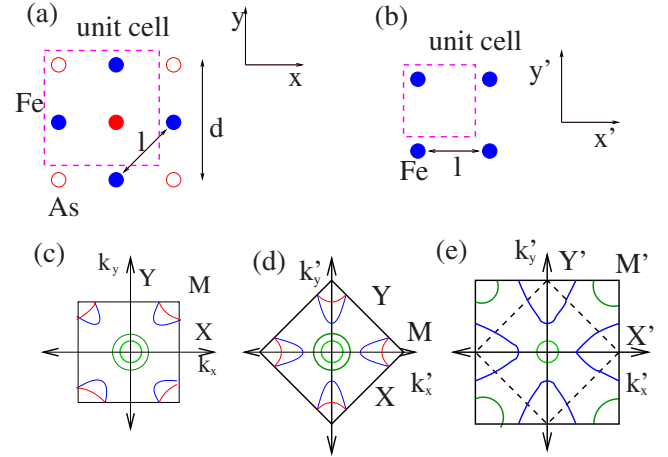 (a)
unit cell
Fe
As
l
d
y
x
(b)
unit cell
Fe
l
y'
x'
(c)
k_y
Y
M
X
k_x
(d)
k'_y
Y
M
X
k'_x
(e)
k'_y
Y'
M'
X'
k'_x